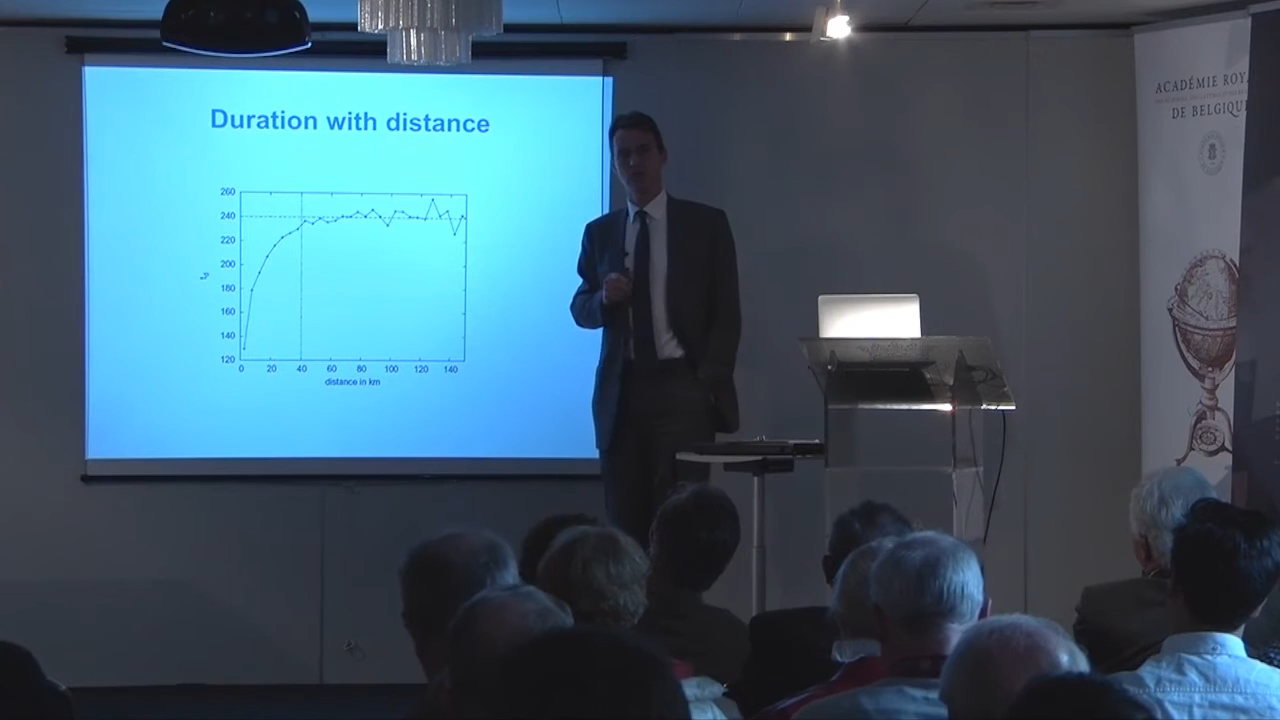 Duration with distance
260
240
220
200
180
160
140
120
t_d
0 20 40 60 80 100 120 140
distance in km
ACADÉMIE ROYA
DE BELGIQU